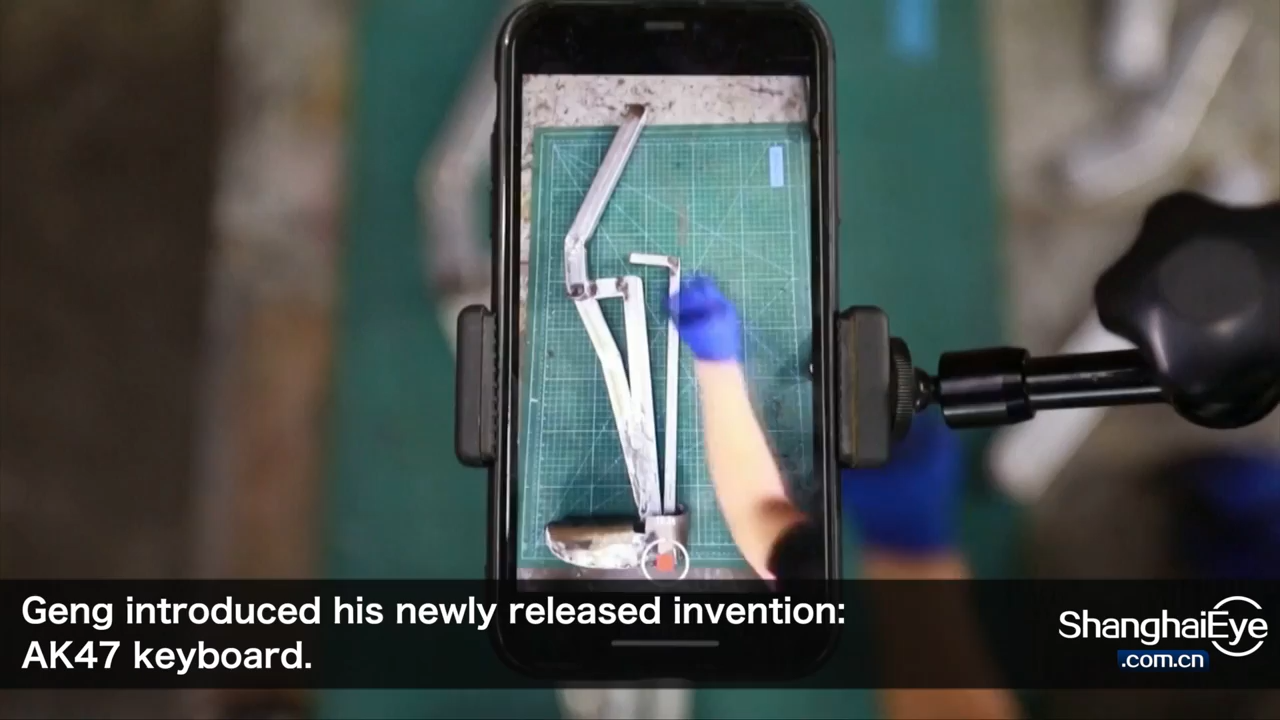 Geng introduced his newly released invention:
AK47 keyboard.
ShanghaiEye
.com.cn